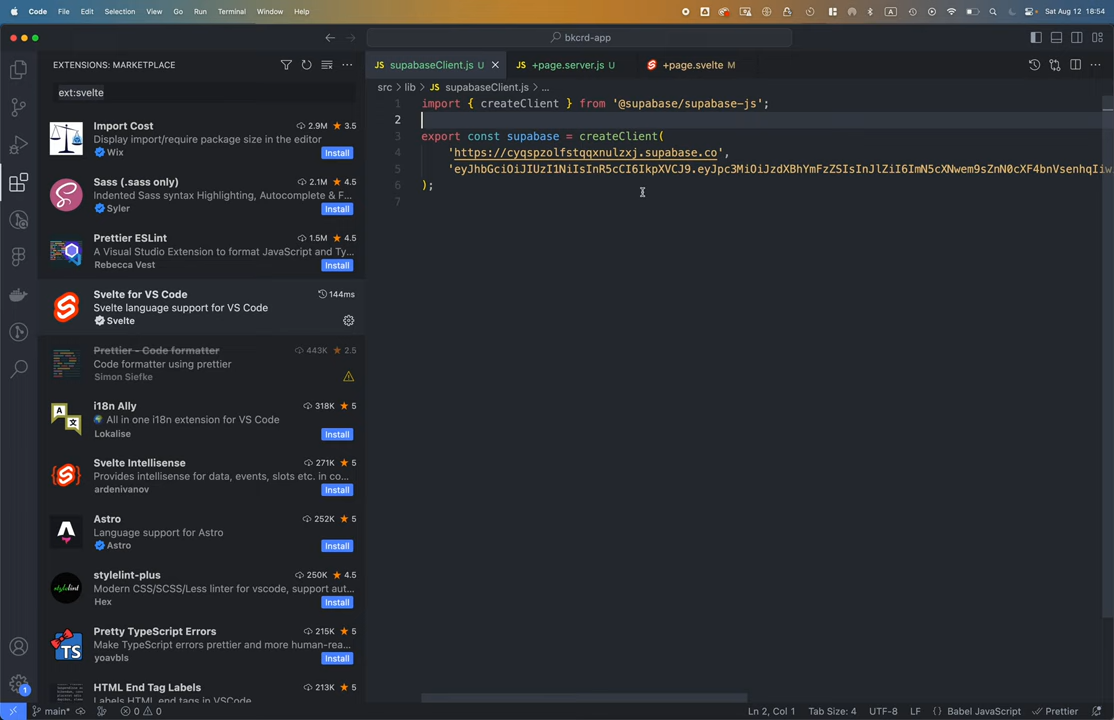 Code File Edit Selection View Go Run Terminal Window Help
A
Sat Aug 12 18:54
bkcrd-app
EXTENSIONS: MARKETPLACE
ext:svelte
Import Cost 2.9M 3.5
Display import/require package size in the editor
Wix Install
Sass (.sass only) 2.1M 4.5
Indented Sass syntax Highlighting, Autocomplete & F...
Syler Install
Prettier ESLint 1.5M 4.5
A Visual Studio Extension to format JavaScript and Ty...
Rebecca Vest Install
Svelte for VS Code 144ms
Svelte language support for VS Code
Svelte
Prettier - Code formatter 443K 2.5
Code formatter using prettier
Simon Siefke
i18n Ally 318K 5
All in one i18n extension for VS Code
Lokalise Install
Svelte Intellisense 271K 5
Provides intellisense for data, events, slots etc. in co...
ardenivanov Install
Astro 252K 5
Language support for Astro
Astro Install
stylelint-plus 250K 4.5
Modern CSS/SCSS/Less linter for vscode, support aut...
Hex Install
Pretty TypeScript Errors 215K 5
Make TypeScript errors prettier and more human-rea...
yoavbls Install
HTML End Tag Labels 213K 5
Labels HTML end tags in VSCode
JS supabaseClient.js U JS +page.server.js U +page.svelte M
src > lib > JS supabaseClient.js > ...
1 import { createClient } from '@supabase/supabase-js';
2
3 export const supabase = createClient(
4 'https://cyqspzolfstqqxnulzxj.supabase.co',
5 'eyJhbGciOiJIUzI1NiIsInR5cCI6IkpXVCJ9.eyJpc3MiOiJzdXBhYmFzZSIsInJlZiI6ImN5cXNwem9sZnN0cXF4bnVsenhqIiw
6 );
7
1
main* 0 0 Ln 2, Col 1 Tab Size: 4 UTF-8 LF {} Babel JavaScript Prettier